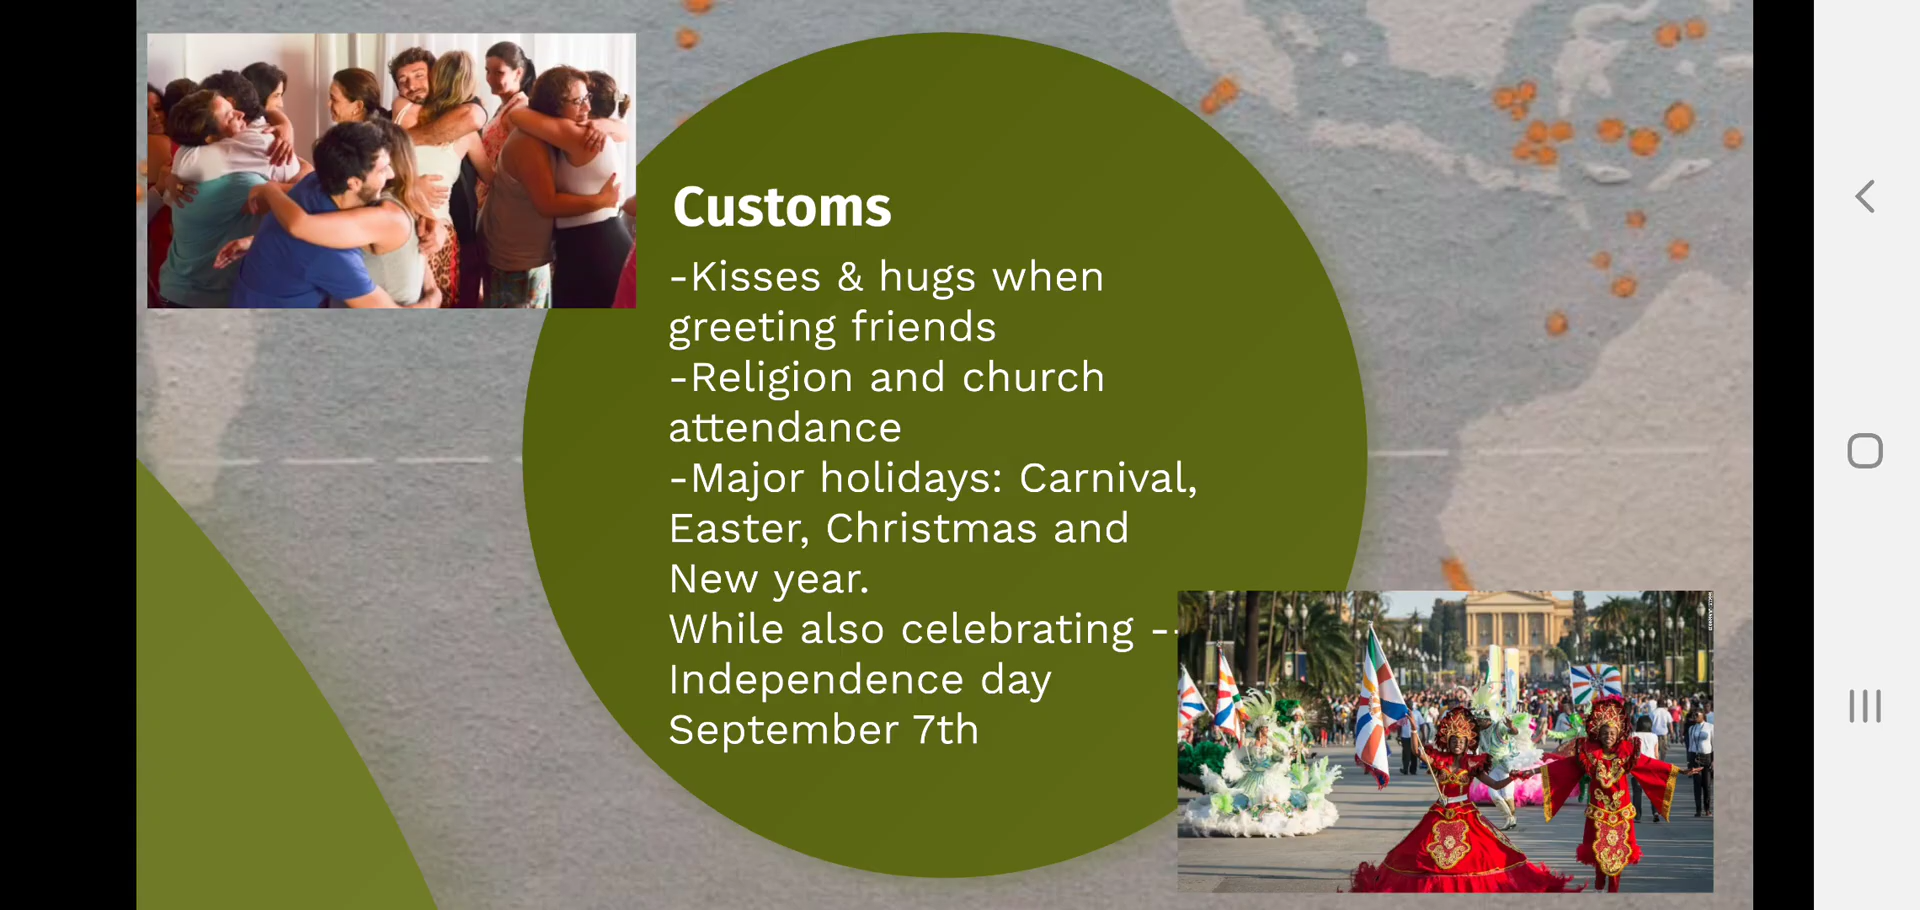 Customs
-Kisses & hugs when
greeting friends
-Religion and church
attendance
-Major holidays: Carnival,
Easter, Christmas and
New year.
While also celebrating --
Independence day
September 7th